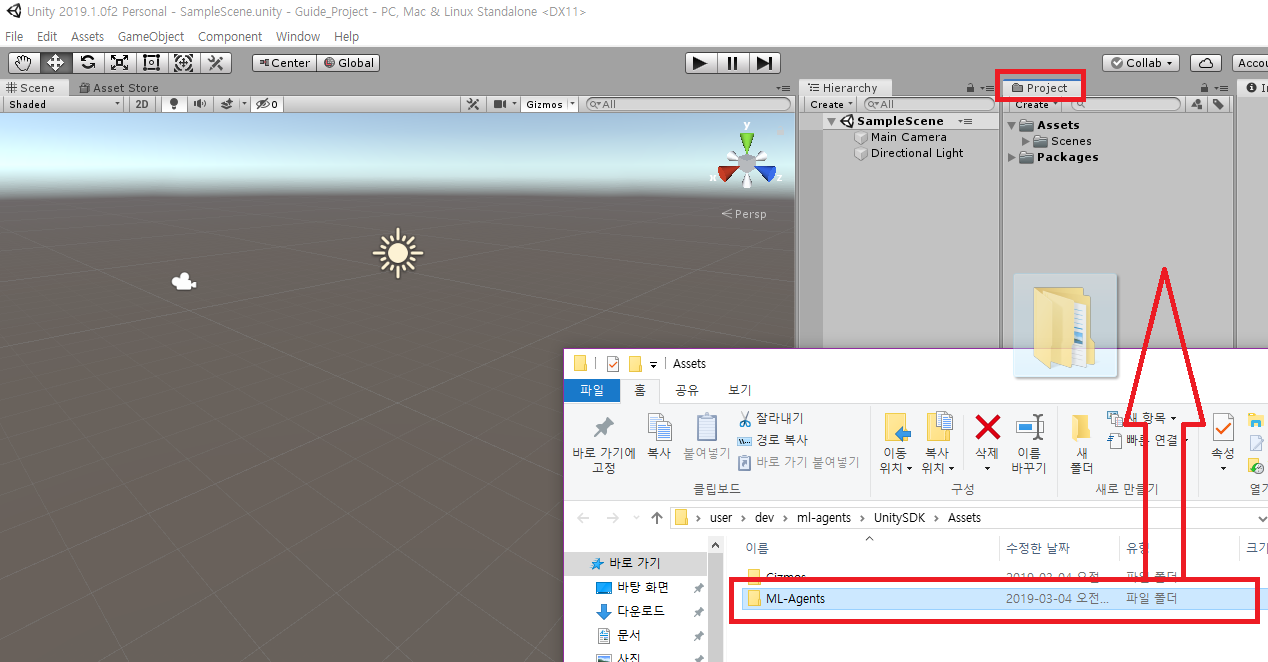 Unity 2019.1.0f2 Personal - SampleScene.unity - Guide_Project - PC, Mac & Linux Standalone <DX11>
File Edit Assets GameObject Component Window Help
Center Global Collab
Scene Asset Store
Shaded 2D Gizmos All
y
x z
Persp
Hierarchy
Create All
SampleScene
Main Camera
Directional Light
Project
Create
Assets
Scenes
Packages
Assets
파일 홈 공유 보기
바로 가기에 고정
복사
붙여넣기
잘라내기
경로 복사
바로 가기 붙여넣기
클립보드
이동 위치
복사 위치
삭제
이름 바꾸기
구성
새 폴더
새 항목
빠른 연결
새로 만들기
속성
user dev ml-agents UnitySDK Assets
이름 수정한 날짜 유형 크기
바로 가기
바탕 화면
다운로드
문서
사진
Gizmos 2019-03-04 오전... 파일 폴더
ML-Agents 2019-03-04 오전... 파일 폴더